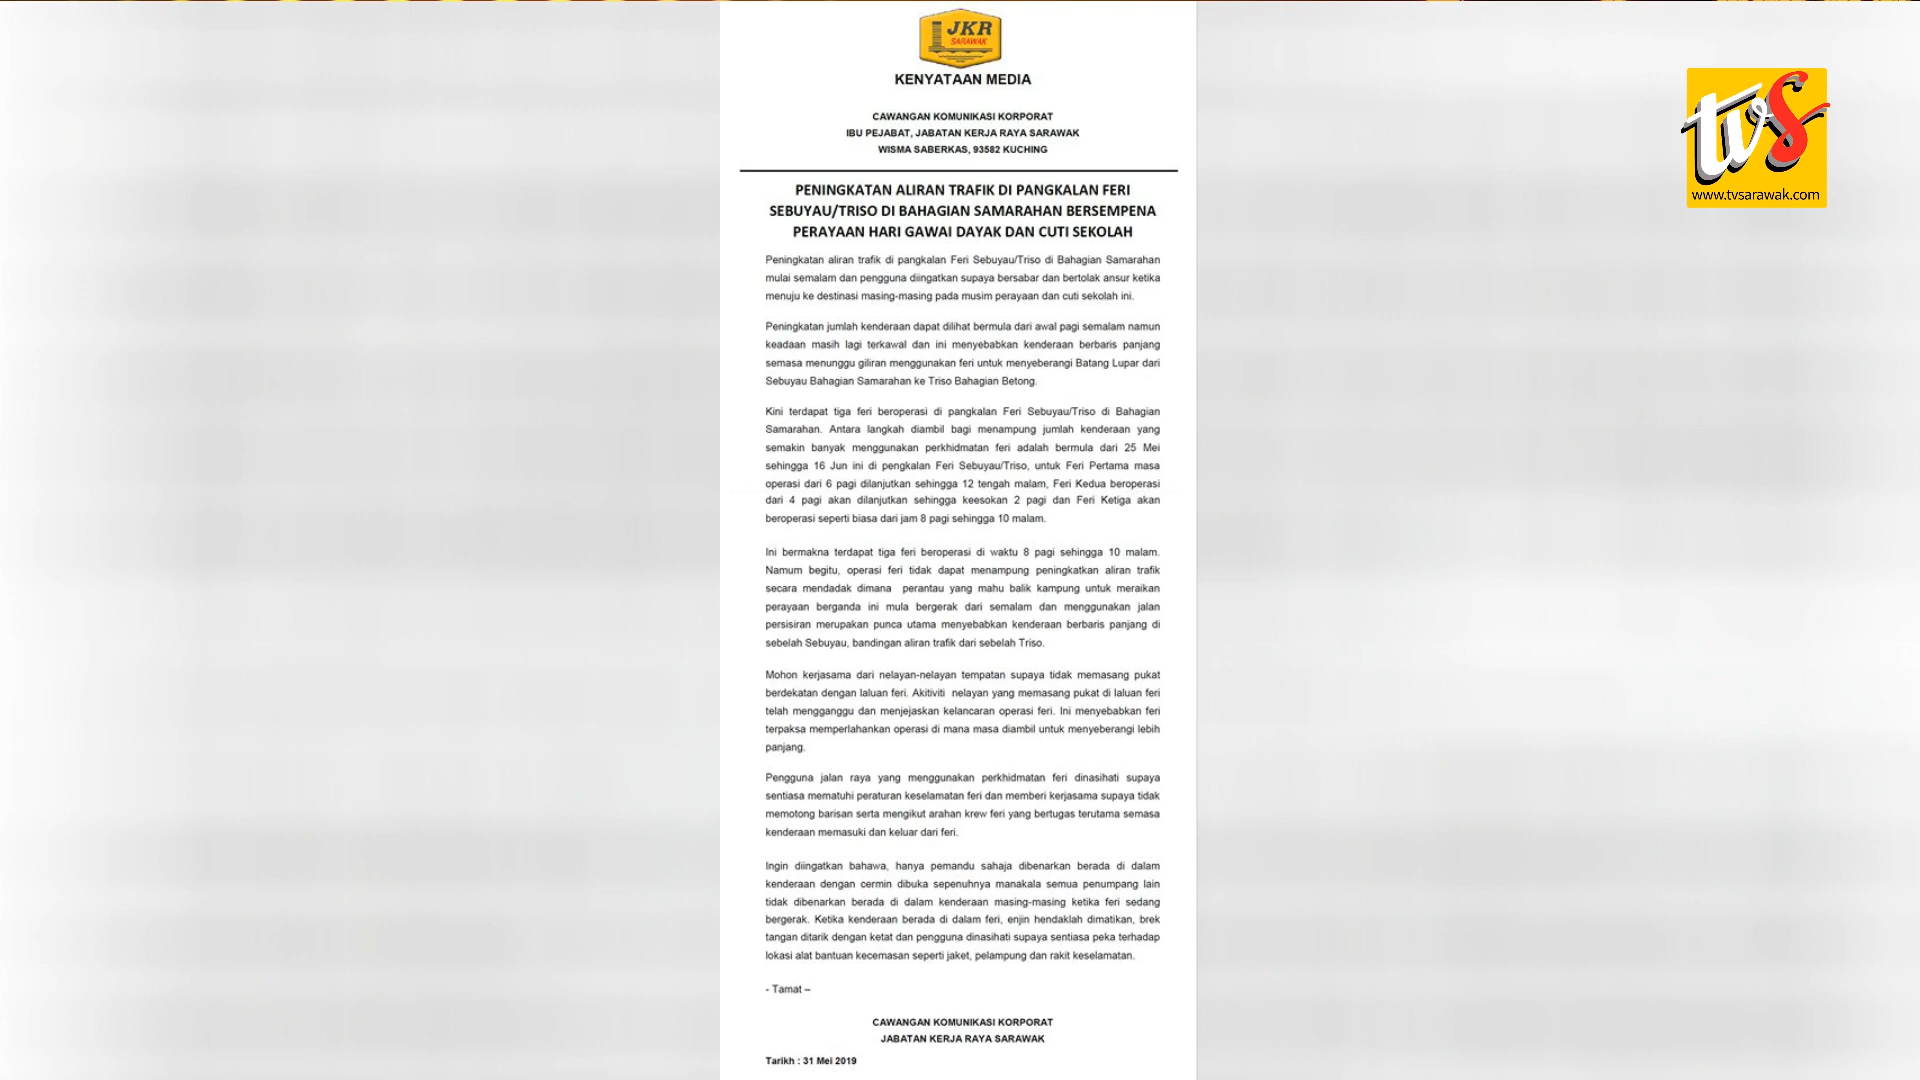 JKR
SARAWAK
KENYATAAN MEDIA
CAWANGAN KOMUNIKASI KORPORAT
IBU PEJABAT, JABATAN KERJA RAYA SARAWAK
WISMA SABERKAS, 93582 KUCHING
tvS
www.tvsarawak.com
PENINGKATAN ALIRAN TRAFIK DI PANGKALAN FERI
SEBUYAU/TRISO DI BAHAGIAN SAMARAHAN BERSEMPENA
PERAYAAN HARI GAWAI DAYAK DAN CUTI SEKOLAH
Peningkatan aliran trafik di pangkalan Feri Sebuyau/Triso di Bahagian Samarahan
mulai semalam dan pengguna diingatkan supaya bersabar dan bertolak ansur ketika
menuju ke destinasi masing-masing pada musim perayaan dan cuti sekolah ini.
Peningkatan jumlah kenderaan dapat dilihat bermula dari awal pagi semalam namun
keadaan masih lagi terkawal dan ini menyebabkan kenderaan berbaris panjang
semasa menunggu giliran menggunakan feri untuk menyeberangi Batang Lupar dari
Sebuyau Bahagian Samarahan ke Triso Bahagian Betong.
Kini terdapat tiga feri beroperasi di pangkalan Feri Sebuyau/Triso di Bahagian
Samarahan. Antara langkah diambil bagi menampung jumlah kenderaan yang
semakin banyak menggunakan perkhidmatan feri adalah bermula dari 25 Mei
sehingga 16 Jun ini di pengkalan Feri Sebuyau/Triso, untuk Feri Pertama masa
operasi dari 6 pagi dilanjutkan sehingga 12 tengah malam, Feri Kedua beroperasi
dari 4 pagi akan dilanjutkan sehingga keesokan 2 pagi dan Feri Ketiga akan
beroperasi seperti biasa dari jam 8 pagi sehingga 10 malam.
Ini bermakna terdapat tiga feri beroperasi di waktu 8 pagi sehingga 10 malam.
Namum begitu, operasi feri tidak dapat menampung peningkatkan aliran trafik
secara mendadak dimana perantau yang mahu balik kampung untuk meraikan
perayaan berganda ini mula bergerak dari semalam dan menggunakan jalan
persisiran merupakan punca utama menyebabkan kenderaan berbaris panjang di
sebelah Sebuyau, bandingan aliran trafik dari sebelah Triso.
Mohon kerjasama dari nelayan-nelayan tempatan supaya tidak memasang pukat
berdekatan dengan laluan feri. Akitiviti nelayan yang memasang pukat di laluan feri
telah mengganggu dan menjejaskan kelancaran operasi feri. Ini menyebabkan feri
terpaksa memperlahankan operasi di mana masa diambil untuk menyeberangi lebih
panjang.
Pengguna jalan raya yang menggunakan perkhidmatan feri dinasihati supaya
sentiasa mematuhi peraturan keselamatan feri dan memberi kerjasama supaya tidak
memotong barisan serta mengikut arahan krew feri yang bertugas terutama semasa
kenderaan memasuki dan keluar dari feri.
Ingin diingatkan bahawa, hanya pemandu sahaja dibenarkan berada di dalam
kenderaan dengan cermin dibuka sepenuhnya manakala semua penumpang lain
tidak dibenarkan berada di dalam kenderaan masing-masing ketika feri sedang
bergerak. Ketika kenderaan berada di dalam feri, enjin hendaklah dimatikan, brek
tangan ditarik dengan ketat dan pengguna dinasihati supaya sentiasa peka terhadap
lokasi alat bantuan kecemasan seperti jaket, pelampung dan rakit keselamatan.
- Tamat –
CAWANGAN KOMUNIKASI KORPORAT
JABATAN KERJA RAYA SARAWAK
Tarikh : 31 Mei 2019